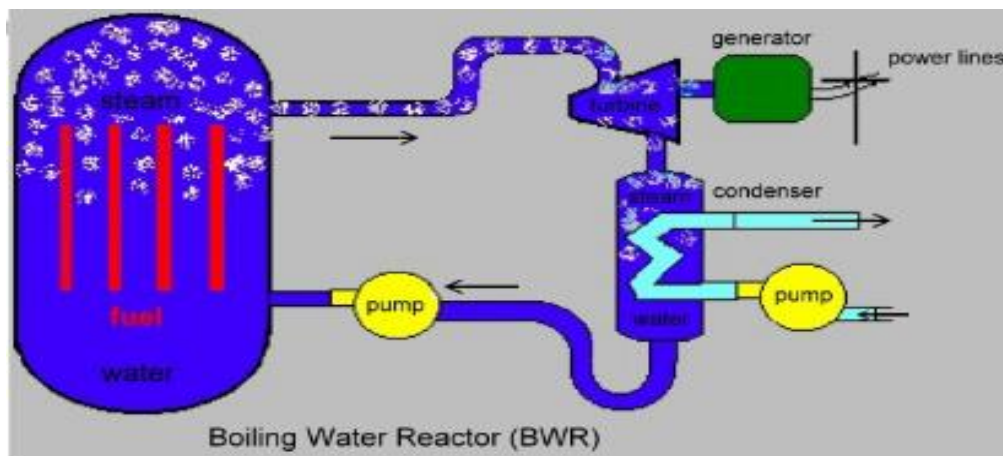 generator
power lines
steam
turbine
steam
condenser
pump
pump
fuel
water
water
Boiling Water Reactor (BWR)